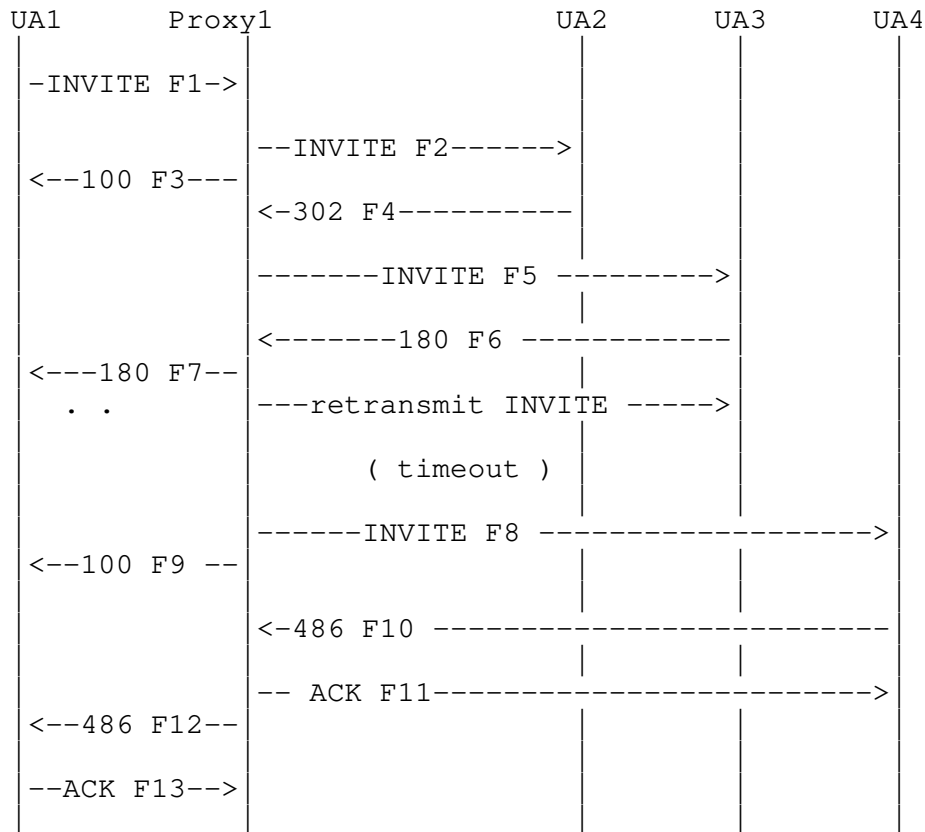 UA1 Proxy1 UA2 UA3 UA4
-INVITE F1->
--INVITE F2------>
<--100 F3---
<-302 F4----------
-------INVITE F5 --------->
<-------180 F6 ------------
<---180 F7--
. . ---retransmit INVITE ----->
( timeout )
------INVITE F8 ------------------->
<--100 F9 --
<-486 F10 --------------------------
-- ACK F11------------------------->
<--486 F12--
--ACK F13-->